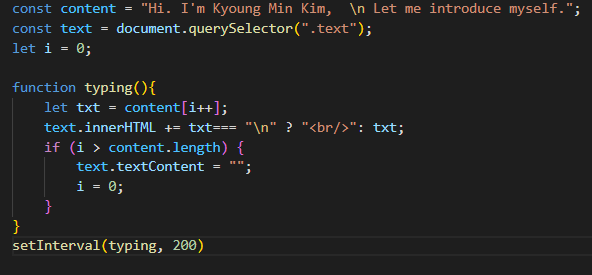 const content = "Hi. I'm Kyoung Min Kim,  \n Let me introduce myself.";
const text = document.querySelector(".text");
let i = 0;

function typing(){
    let txt = content[i++];
    text.innerHTML += txt=== "\n" ? "<br/>": txt;
    if (i > content.length) {
        text.textContent = "";
        i = 0;
    }
}
setInterval(typing, 200)